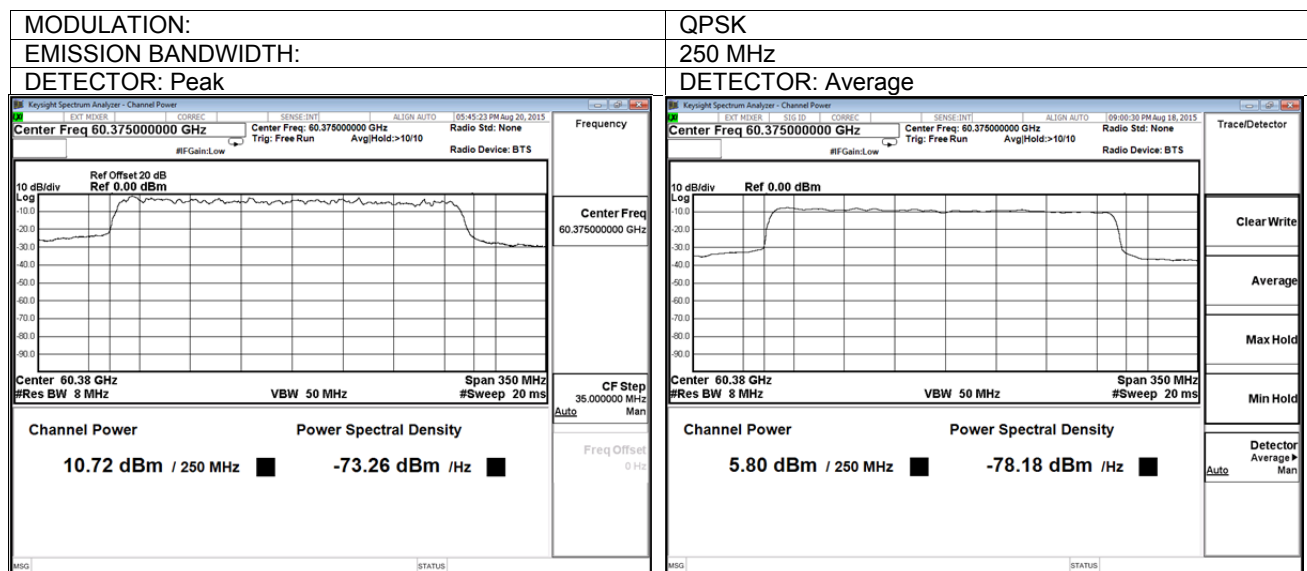 MODULATION: QPSK
EMISSION BANDWIDTH: 250 MHz
DETECTOR: Peak DETECTOR: Average
Keysight Spectrum Analyzer - Channel Power
EXT MIXER CORREC SENSE:INT ALIGN AUTO 05:45:23 PM Aug 20, 2015
Center Freq 60.375000000 GHz
Center Freq: 60.375000000 GHz
Radio Std: None
Trig: Free Run Avg|Hold:>10/10
#IFGain:Low
Radio Device: BTS
Frequency
Ref Offset 20 dB
10 dB/div Ref 0.00 dBm
Log
-10.0
-20.0
-30.0
-40.0
-50.0
-60.0
-70.0
-80.0
-90.0
Center 60.38 GHz Span 350 MHz
#Res BW 8 MHz VBW 50 MHz #Sweep 20 ms
Center Freq
60.375000000 GHz
CF Step
35.000000 MHz
Auto Man
Freq Offset
0 Hz
Channel Power Power Spectral Density
10.72 dBm / 250 MHz -73.26 dBm /Hz
MSG STATUS
Keysight Spectrum Analyzer - Channel Power
EXT MIXER SIG ID CORREC SENSE:INT ALIGN AUTO 09:00:30 PM Aug 18, 2015
Center Freq 60.375000000 GHz
Center Freq: 60.375000000 GHz
Radio Std: None
Trig: Free Run Avg|Hold:>10/10
#IFGain:Low
Radio Device: BTS
Trace/Detector
10 dB/div Ref 0.00 dBm
Log
-10.0
-20.0
-30.0
-40.0
-50.0
-60.0
-70.0
-80.0
-90.0
Center 60.38 GHz Span 350 MHz
#Res BW 8 MHz VBW 50 MHz #Sweep 20 ms
Clear Write
Average
Max Hold
Min Hold
Detector
Average
Auto Man
Channel Power Power Spectral Density
5.80 dBm / 250 MHz -78.18 dBm /Hz
MSG STATUS